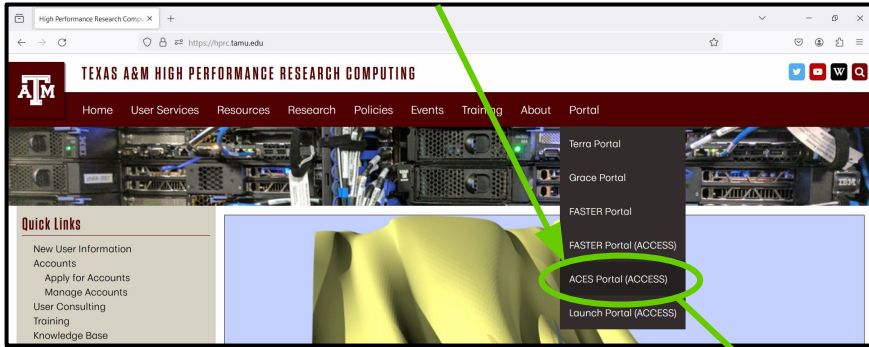 High Performance Research Compu
https://hprc.tamu.edu
TEXAS A&M HIGH PERFORMANCE RESEARCH COMPUTING
ATM
W
Home User Services Resources Research Policies Events Training About Portal
Terra Portal
Grace Portal
FASTER Portal
FASTER Portal (ACCESS)
ACES Portal (ACCESS)
Launch Portal (ACCESS)
IBM
IBM
Quick Links
New User Information
Accounts
Apply for Accounts
Manage Accounts
User Consulting
Training
Knowledge Base